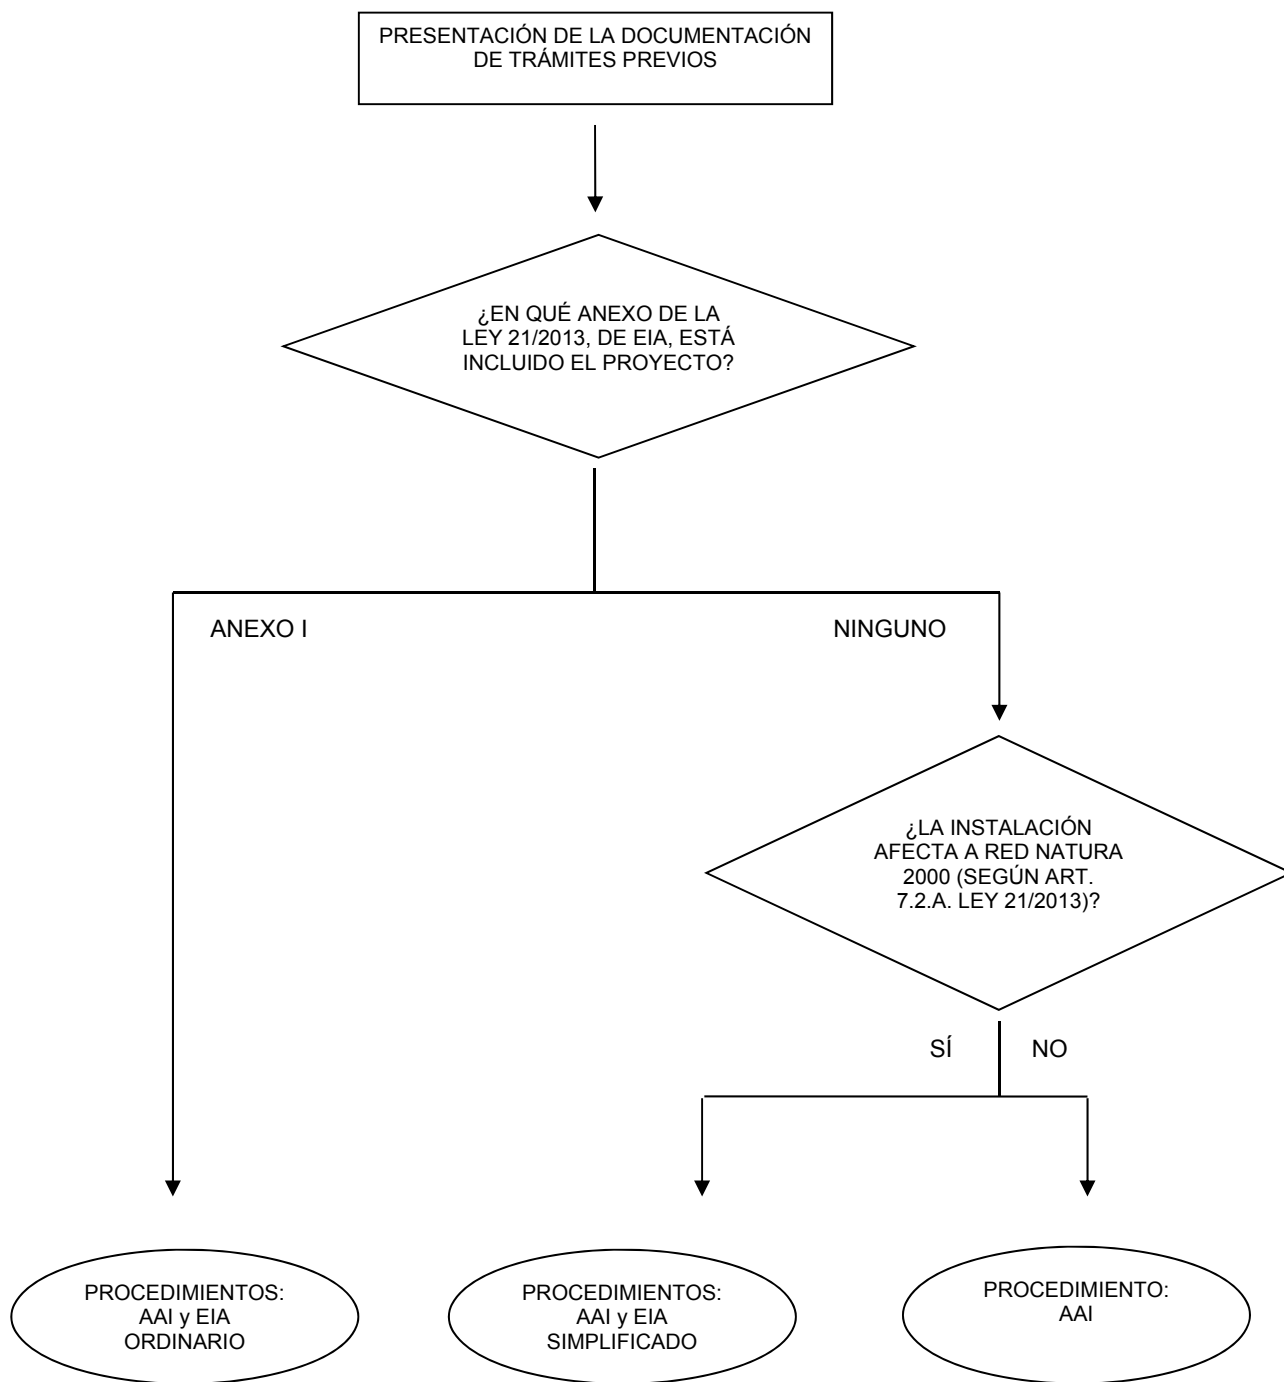 PRESENTACIÓN DE LA DOCUMENTACIÓN
DE TRÁMITES PREVIOS
¿EN QUÉ ANEXO DE LA
LEY 21/2013, DE EIA, ESTÁ
INCLUIDO EL PROYECTO?
ANEXO I
NINGUNO
¿LA INSTALACIÓN
AFECTA A RED NATURA
2000 (SEGÚN ART.
7.2.A. LEY 21/2013)?
SÍ
NO
PROCEDIMIENTOS:
AAI y EIA
ORDINARIO
PROCEDIMIENTOS:
AAI y EIA
SIMPLIFICADO
PROCEDIMIENTO:
AAI